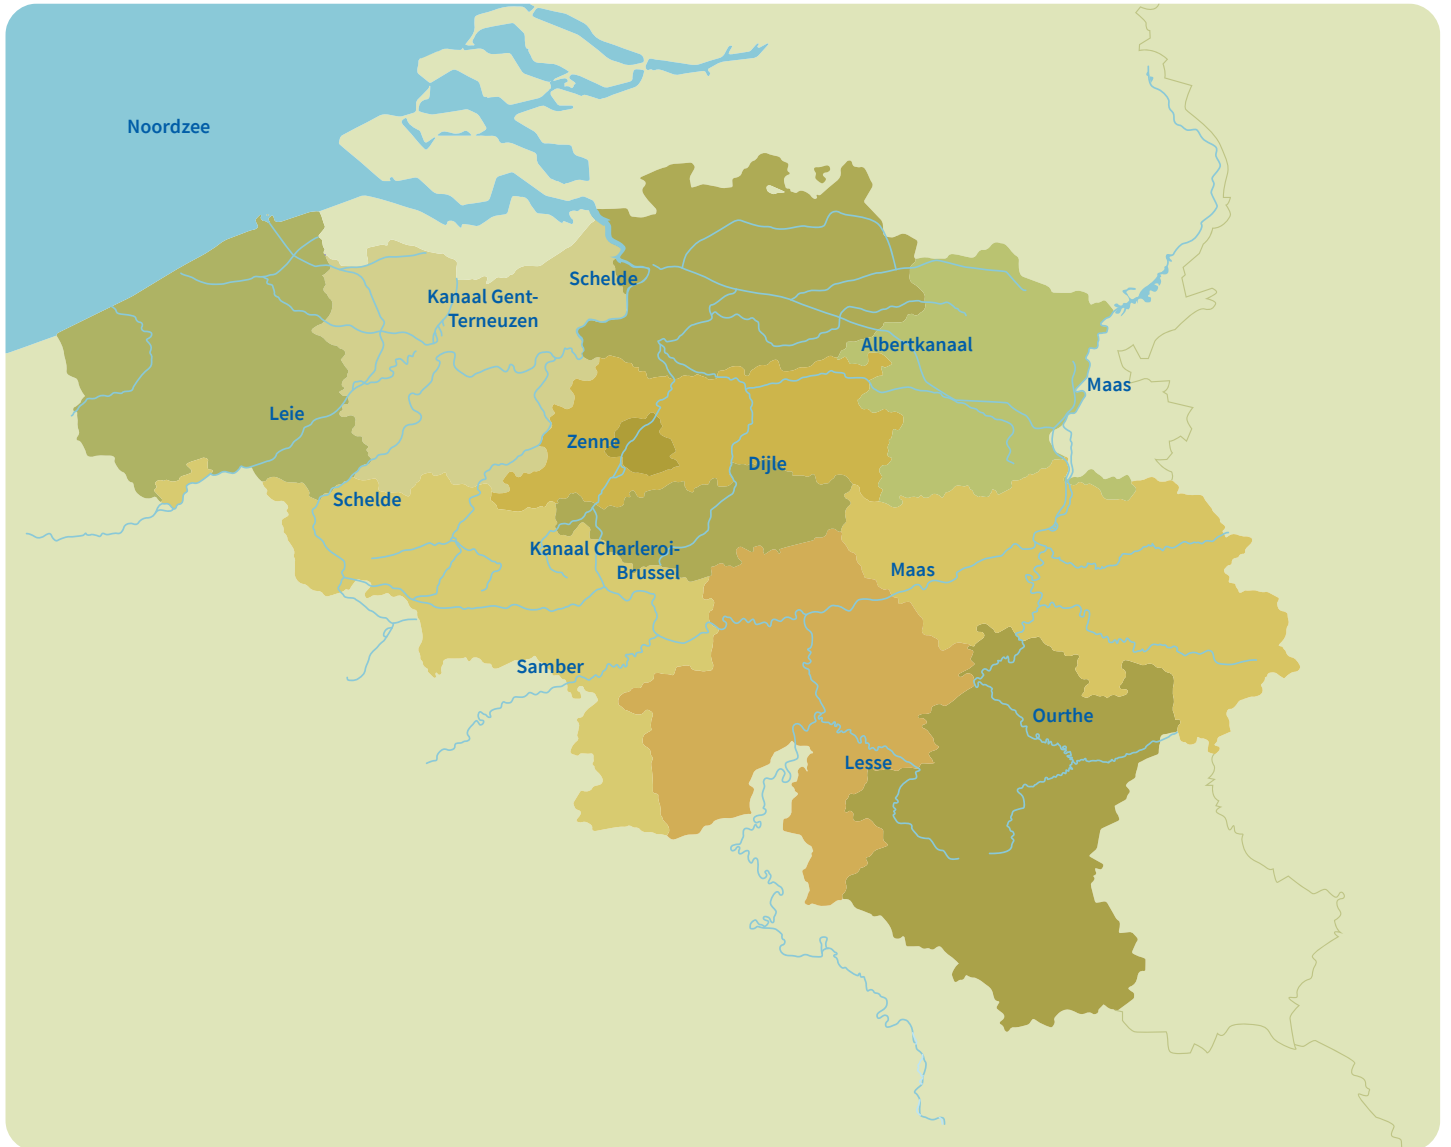 Noordzee
Schelde
Kanaal Gent-
Terneuzen
Albertkanaal
Maas
Leie
Zenne
Dijle
Schelde
Kanaal Charleroi-
Brussel
Maas
Samber
Ourthe
Lesse